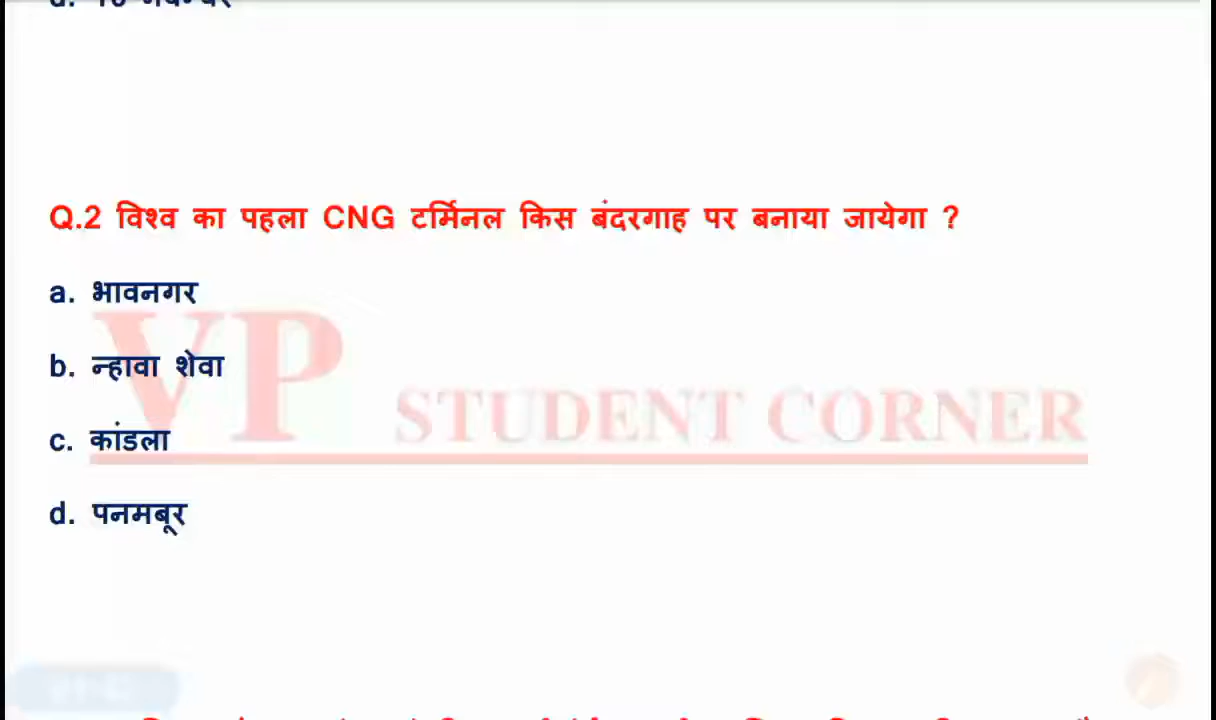 Q.2 विश्व का पहला CNG टर्मिनल किस बंदरगाह पर बनाया जायेगा ?
a. भावनगर
b. न्हावा शेवा
c. कांडला
d. पनमबूर
VP STUDENT CORNER